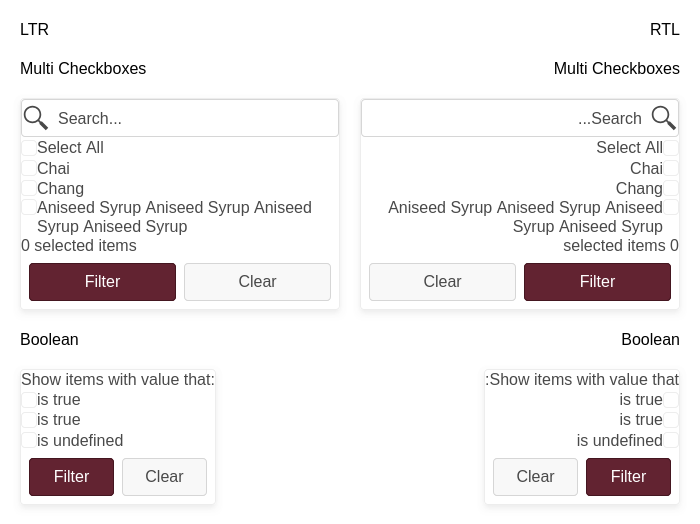 LTR
Multi Checkboxes
Search...
Select All
Chai
Chang
Aniseed Syrup Aniseed Syrup Aniseed
Syrup Aniseed Syrup
0 selected items
Filter
Clear
Boolean
Show items with value that:
is true
is true
is undefined
Filter
Clear
RTL
Multi Checkboxes
...Search
Select All
Chai
Chang
Aniseed Syrup Aniseed Syrup Aniseed
Syrup Aniseed Syrup
selected items 0
Clear
Filter
Boolean
:Show items with value that
is true
is true
is undefined
Clear
Filter